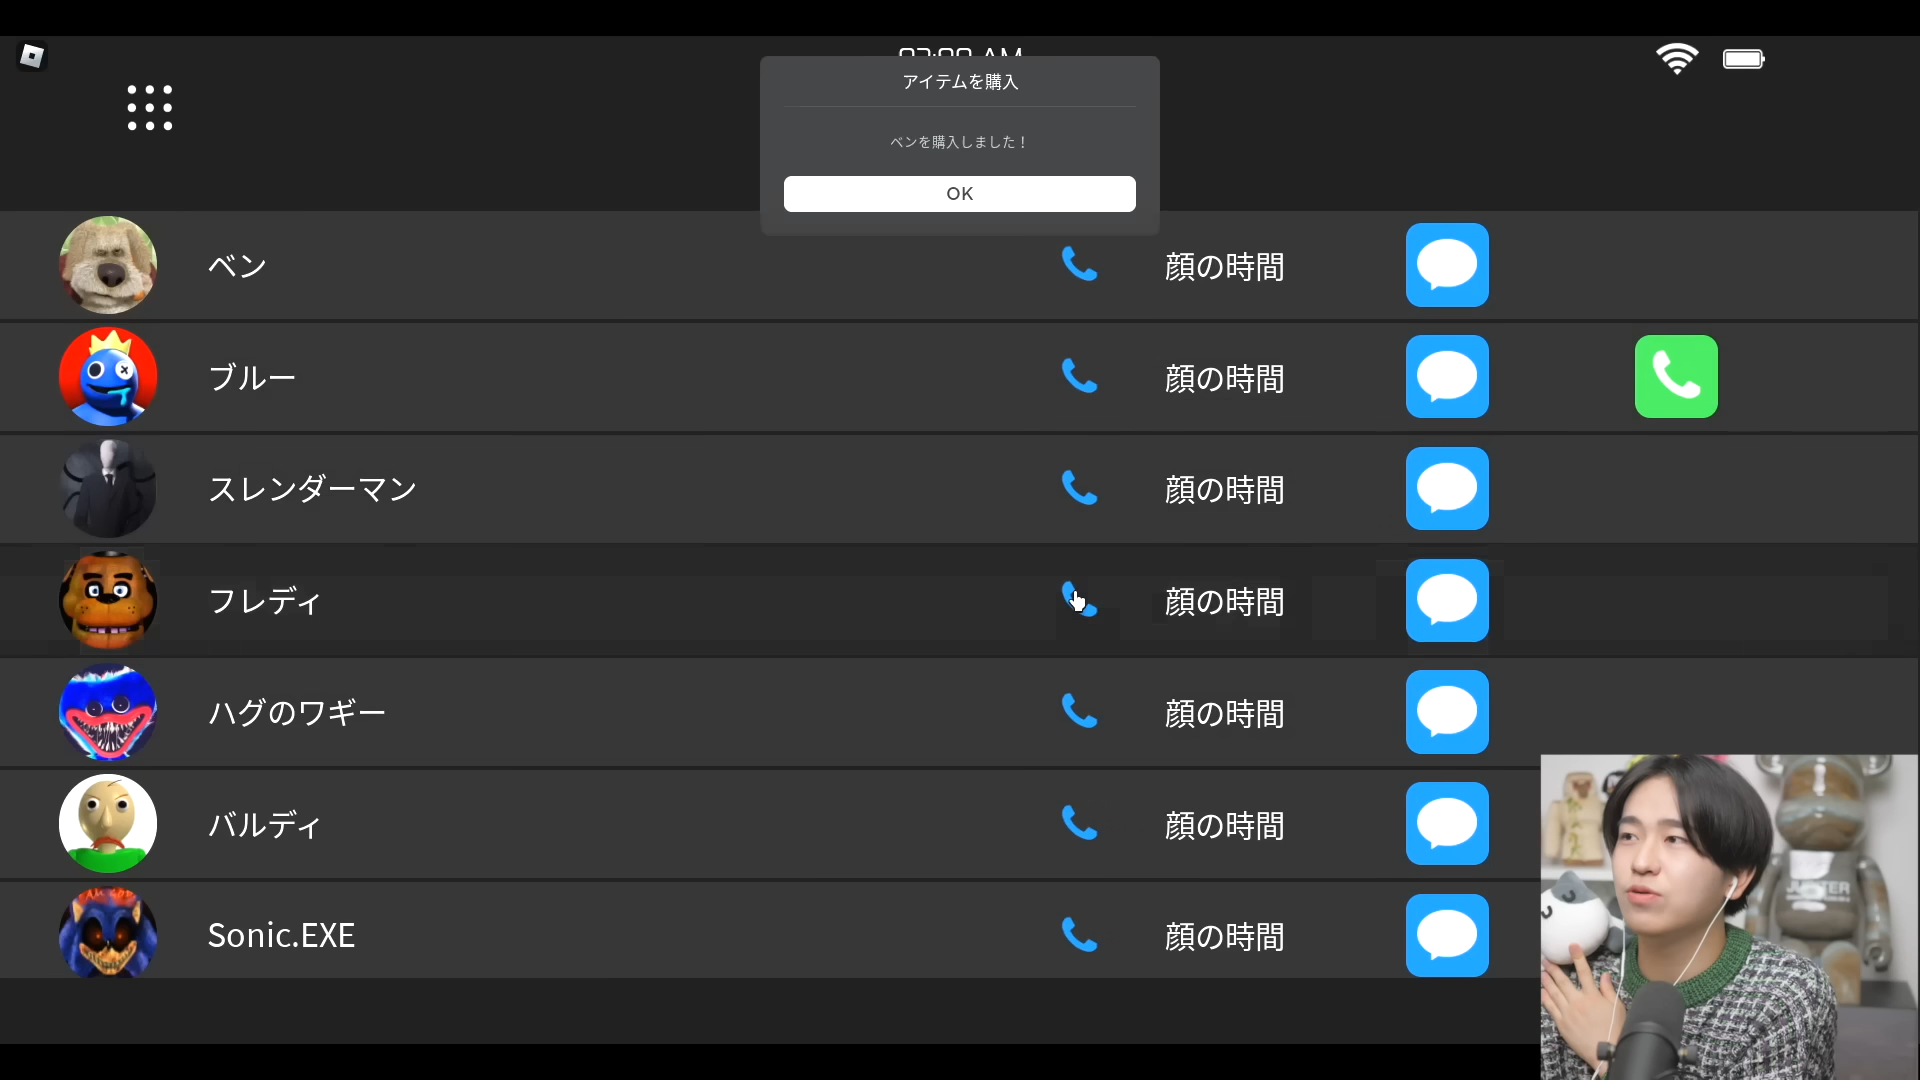 アイテムを購入
ベンを購入しました！
OK
ベン
顔の時間
ブルー
顔の時間
スレンダーマン
顔の時間
フレディ
顔の時間
ハグのワギー
顔の時間
バルディ
顔の時間
Sonic.EXE
顔の時間